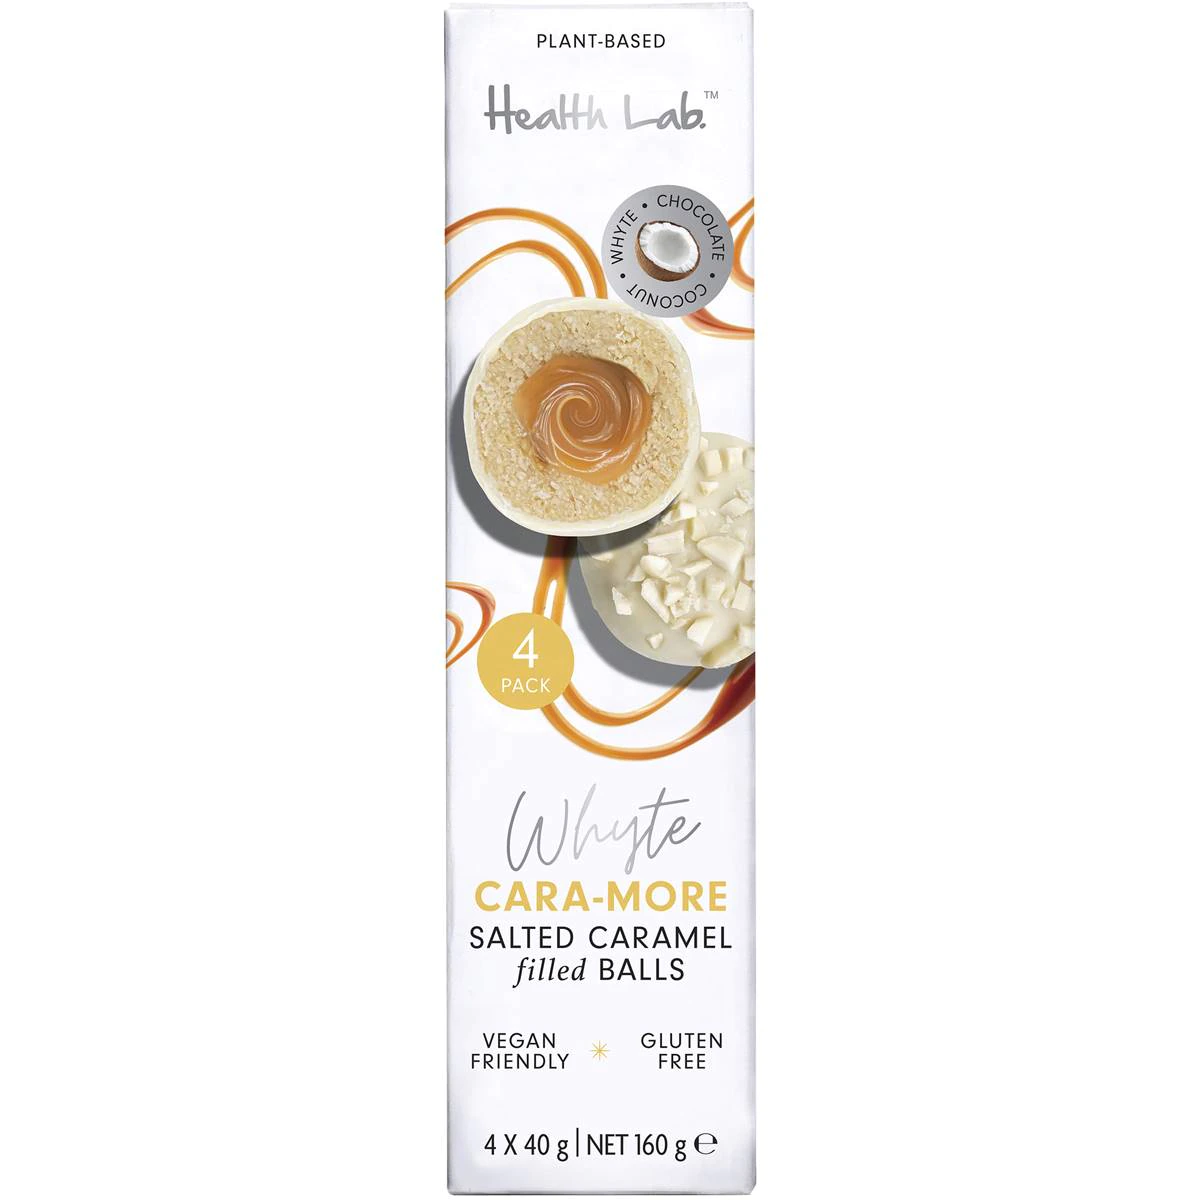 PLANT-BASED
Health Lab.™
WHYTE • CHOCOLATE • COCONUT •
4
PACK
Whyte
CARA-MORE
SALTED CARAMEL
filled BALLS
VEGAN
FRIENDLY
GLUTEN
FREE
4 X 40 g | NET 160 g ℮